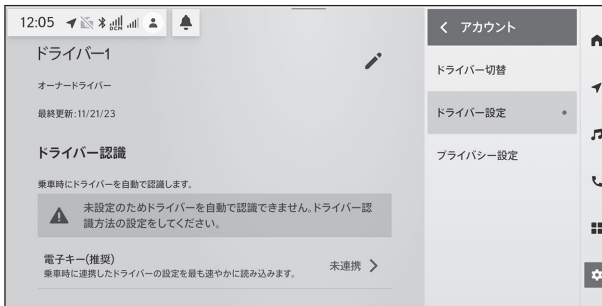 12:05
DCM
ドライバー1
オーナードライバー
最終更新:11/21/23
ドライバー認識
乗車時にドライバーを自動で認識します。
未設定のためドライバーを自動で認識できません。ドライバー認
識方法の設定をしてください。
電子キー(推奨)
乗車時に連携したドライバーの設定を最も速やかに読み込みます。
未連携
アカウント
ドライバー切替
ドライバー設定
プライバシー設定